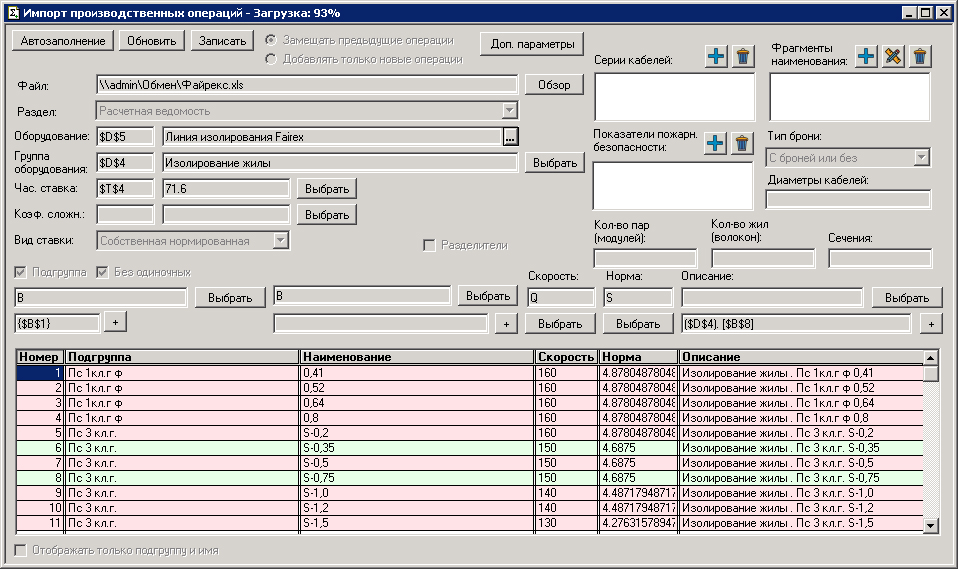 Импорт производственных операций - Загрузка: 93%
Автозаполнение Обновить Записать Замещать предыдущие операции Доп. параметры
Добавлять только новые операции
Серии кабелей: Фрагменты наименования:
Файл: \\admin\Обмен\Файрекс.xls Обзор
Раздел: Расчетная ведомость
Оборудование: $D$5 Линия изолирования Fairex ...
Показатели пожарн. безопасности: Тип брони:
С броней или без
Группа оборудования: $D$4 Изолирование жилы Выбрать
Диаметры кабелей:
Час. ставка: $T$4 71.6 Выбрать
Коэф. сложн.: Выбрать
Кол-во пар (модулей): Кол-во жил (волокон): Сечения:
Вид ставки: Собственная нормированная Разделители
Подгруппа Без одиночных Скорость: Норма: Описание:
B Выбрать B Выбрать Q S Выбрать
{$B$1} + + Выбрать Выбрать ($D$4). [$B$8] +
Номер Подгруппа Наименование Скорость Норма Описание
1 Пс 1кл.г ф 0,41 160 4.87804878048 Изолирование жилы . Пс 1кл.г ф 0,41
2 Пс 1кл.г ф 0,52 160 4.87804878048 Изолирование жилы . Пс 1кл.г ф 0,52
3 Пс 1кл.г ф 0,64 160 4.87804878048 Изолирование жилы . Пс 1кл.г ф 0,64
4 Пс 1кл.г ф 0,8 160 4.87804878048 Изолирование жилы . Пс 1кл.г ф 0,8
5 Пс 3 кл.г. S-0,2 160 4.87804878048 Изолирование жилы . Пс 3 кл.г. S-0,2
6 Пс 3 кл.г. S-0,35 150 4.6875 Изолирование жилы . Пс 3 кл.г. S-0,35
7 Пс 3 кл.г. S-0,5 150 4.6875 Изолирование жилы . Пс 3 кл.г. S-0,5
8 Пс 3 кл.г. S-0,75 150 4.6875 Изолирование жилы . Пс 3 кл.г. S-0,75
9 Пс 3 кл.г. S-1,0 140 4.48717948717 Изолирование жилы . Пс 3 кл.г. S-1,0
10 Пс 3 кл.г. S-1,2 140 4.48717948717 Изолирование жилы . Пс 3 кл.г. S-1,2
11 Пс 3 кл.г. S-1,5 130 4.27631578947 Изолирование жилы . Пс 3 кл.г. S-1,5
Отображать только подгруппу и имя